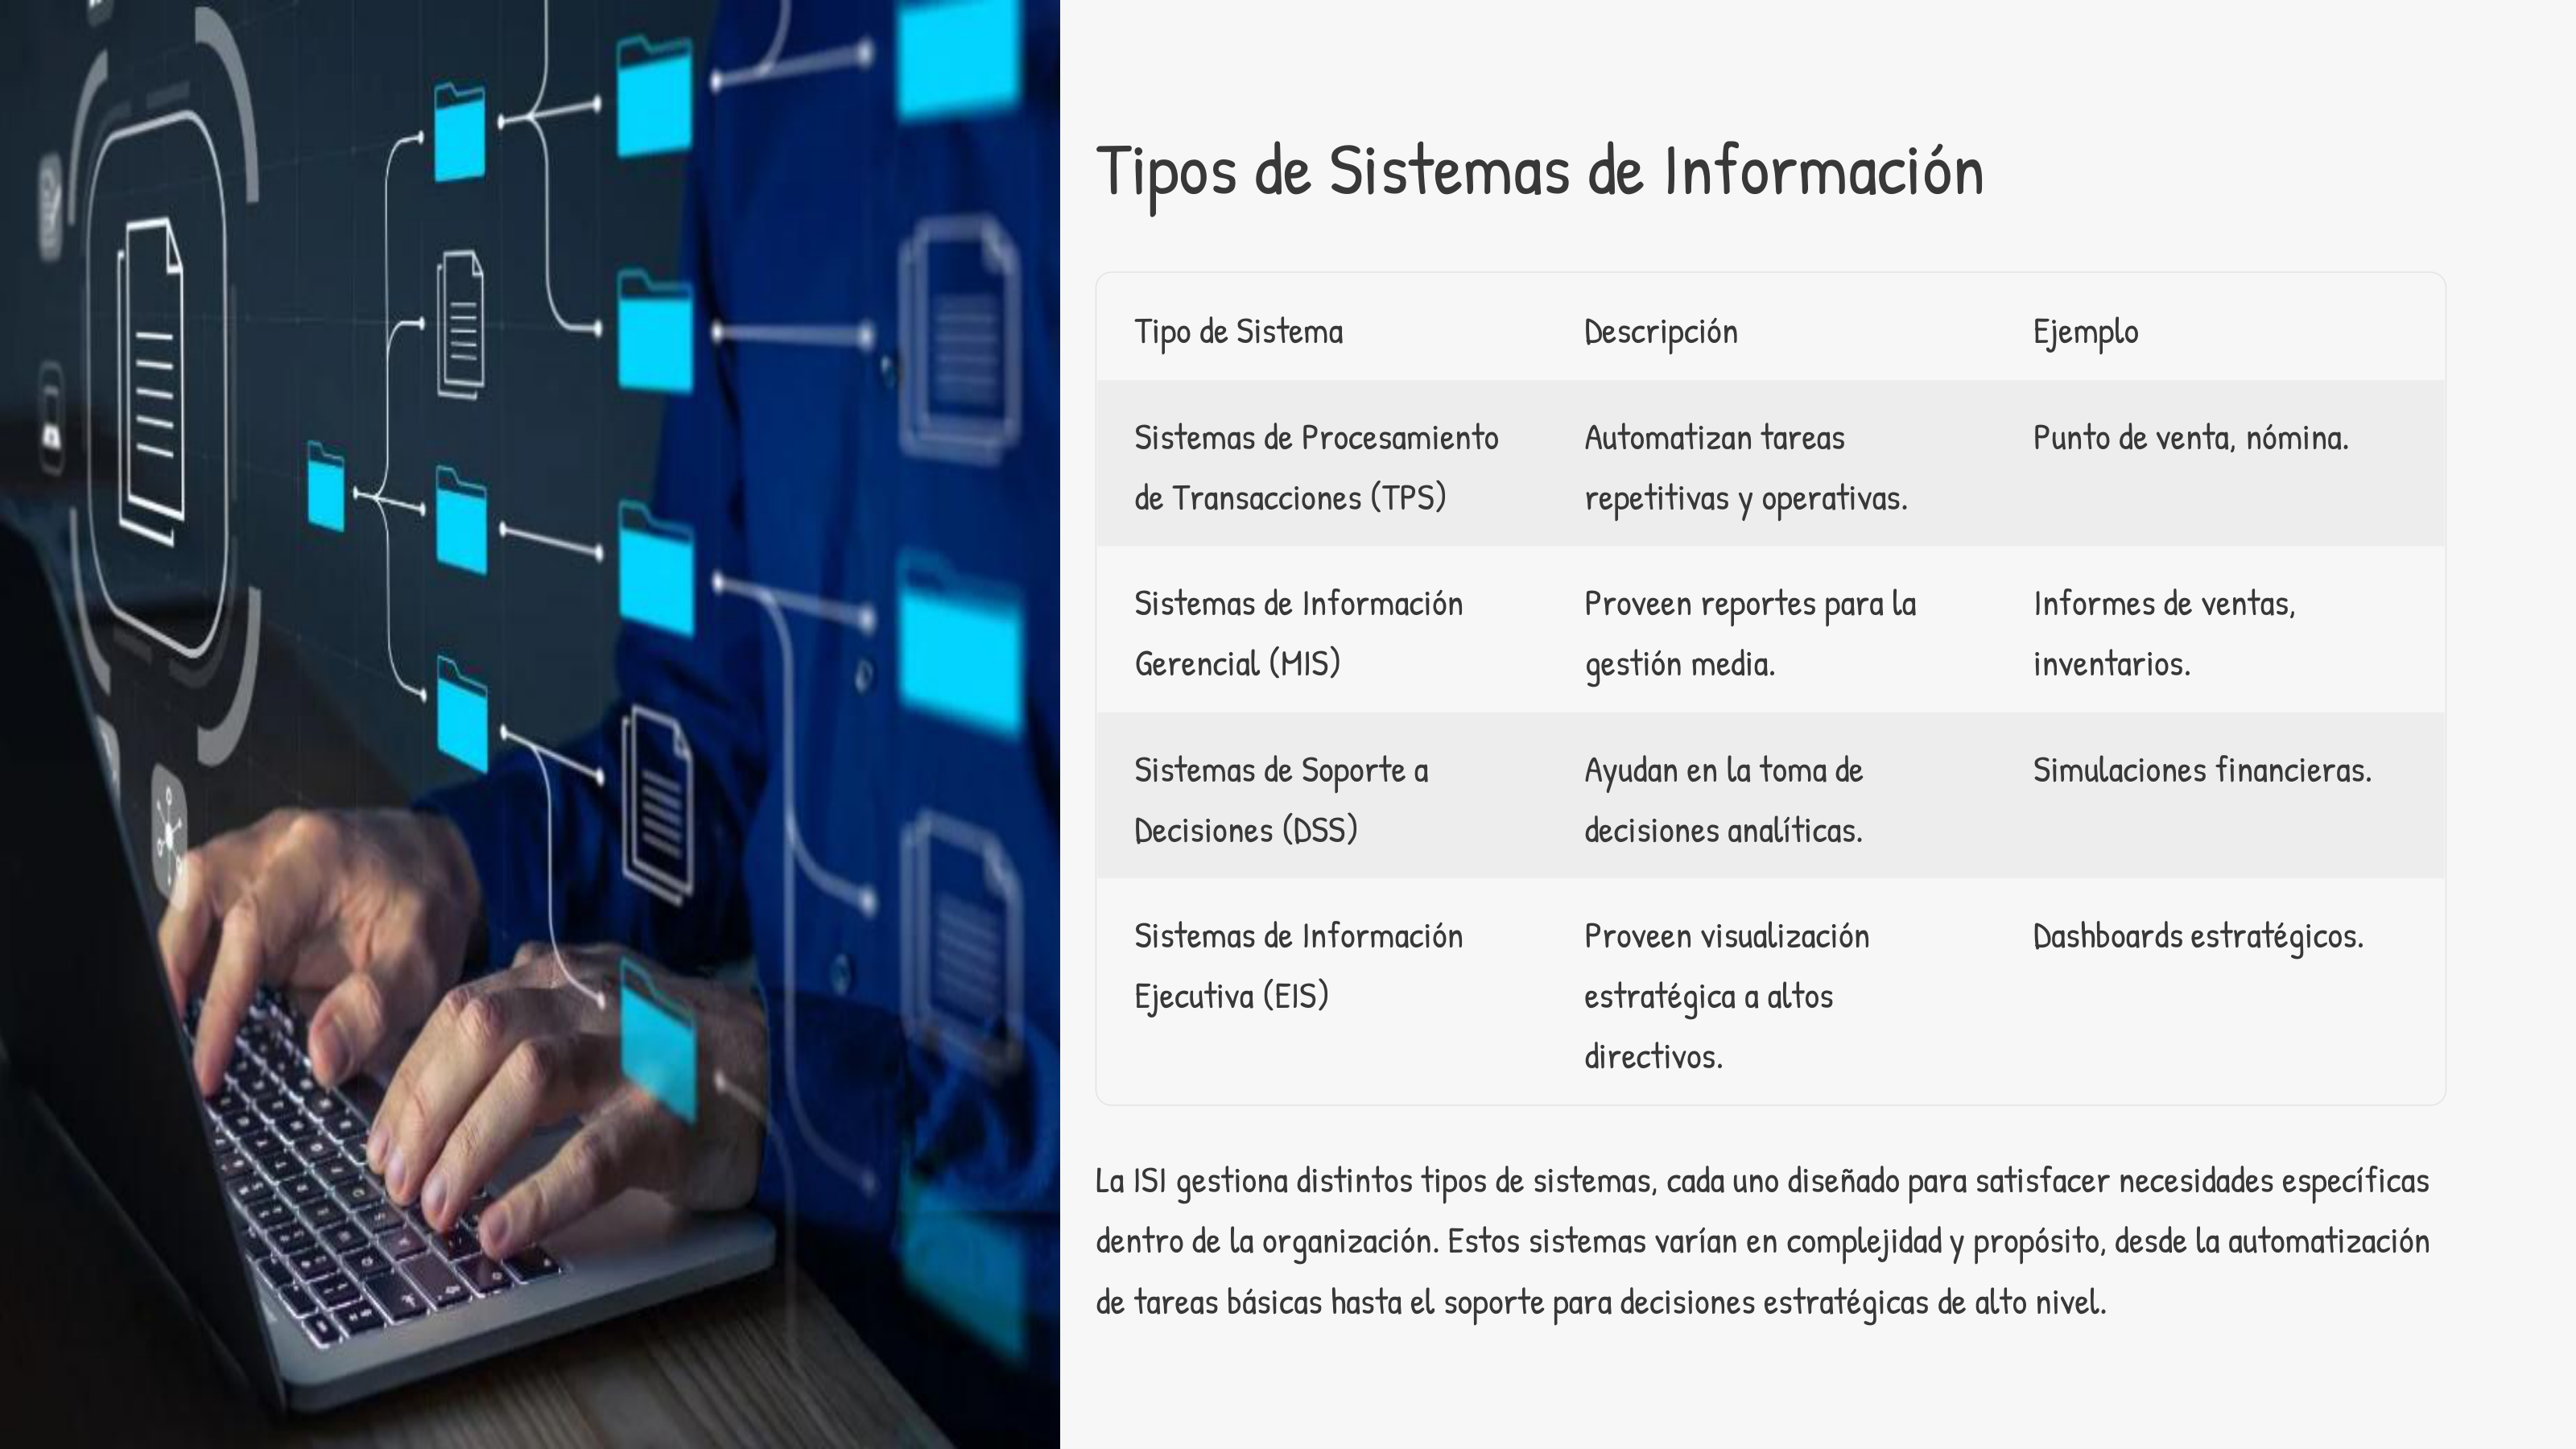 Tipos de Sistemas de Información
Tipo de Sistema
Descripción
Ejemplo
Sistemas de Procesamiento
de Transacciones (TPS)
Automatizan tareas
repetitivas y operativas.
Punto de venta, nómina.
Sistemas de Información
Gerencial (MIS)
Proveen reportes para la
gestión media.
Informes de ventas,
inventarios.
Sistemas de Soporte a
Decisiones (DSS)
Ayudan en la toma de
decisiones analíticas.
Simulaciones financieras.
Sistemas de Información
Ejecutiva (EIS)
Proveen visualización
estratégica a altos
directivos.
Dashboards estratégicos.
La ISI gestiona distintos tipos de sistemas, cada uno diseñado para satisfacer necesidades específicas
dentro de la organización. Estos sistemas varían en complejidad y propósito, desde la automatización
de tareas básicas hasta el soporte para decisiones estratégicas de alto nivel.